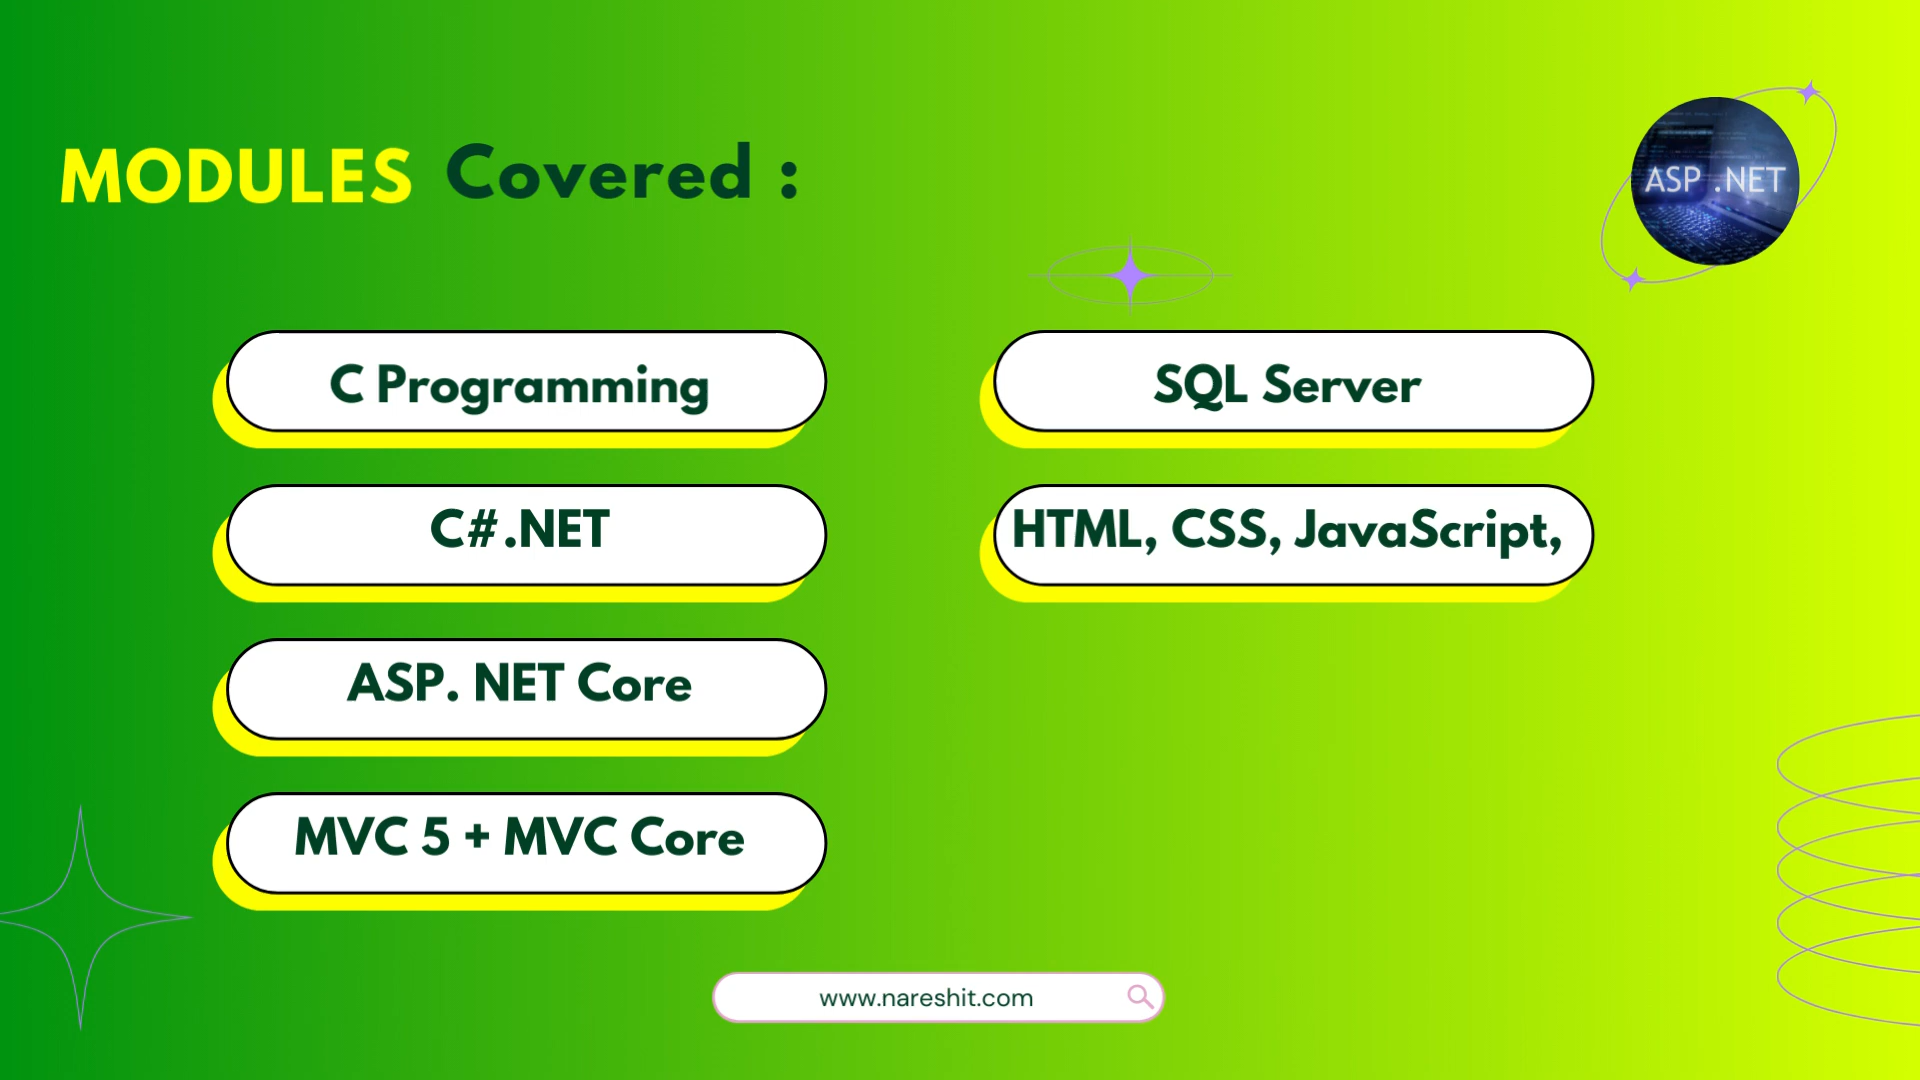 MODULES Covered :
ASP .NET
C Programming
C#.NET
ASP. NET Core
MVC 5 + MVC Core
SQL Server
HTML, CSS, JavaScript,
www.nareshit.com